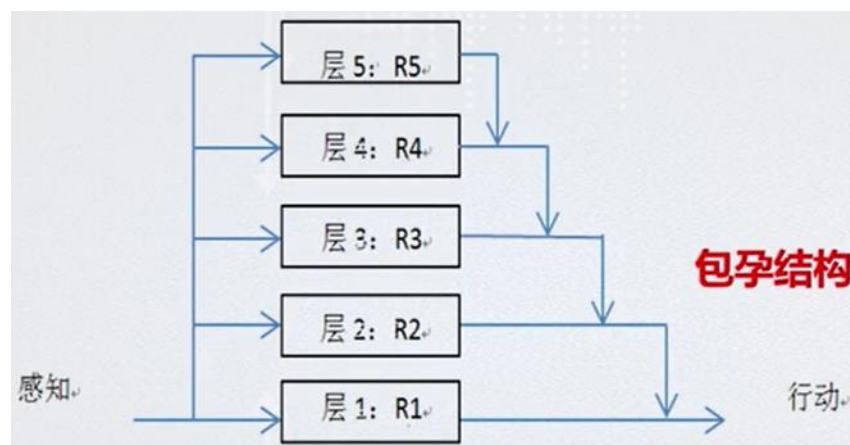 层 5：R5
层 4：R4
层 3：R3
包孕结构
层 2：R2
感知
层 1：R1
行动